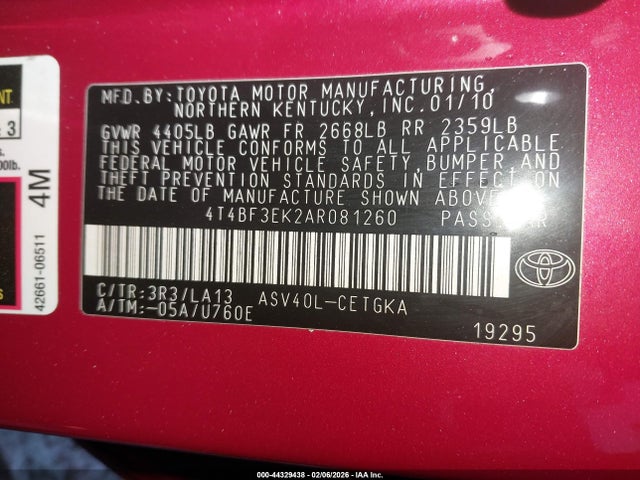 MFD.BY:TOYOTA MOTOR MANUFACTURING,
NORTHERN KENTUCKY,INC.01/10
GVWR 4405LB GAWR FR 2668LB RR 2359LB
THIS VEHICLE CONFORMS TO ALL APPLICABLE
FEDERAL MOTOR VEHICLE SAFETY,BUMPER,AND
THEFT PREVENTION STANDARDS IN EFFECT ON
THE DATE OF MANUFACTURE SHOWN ABOVE.
4T4BF3EK2AR081260
C/TR:3R3/LA13 ASV40L-CETGKA
A/TM:-05A/U760E
19295
3
4M
42661-06511
000-44329438 - 02/06/2026 - IAA Inc.